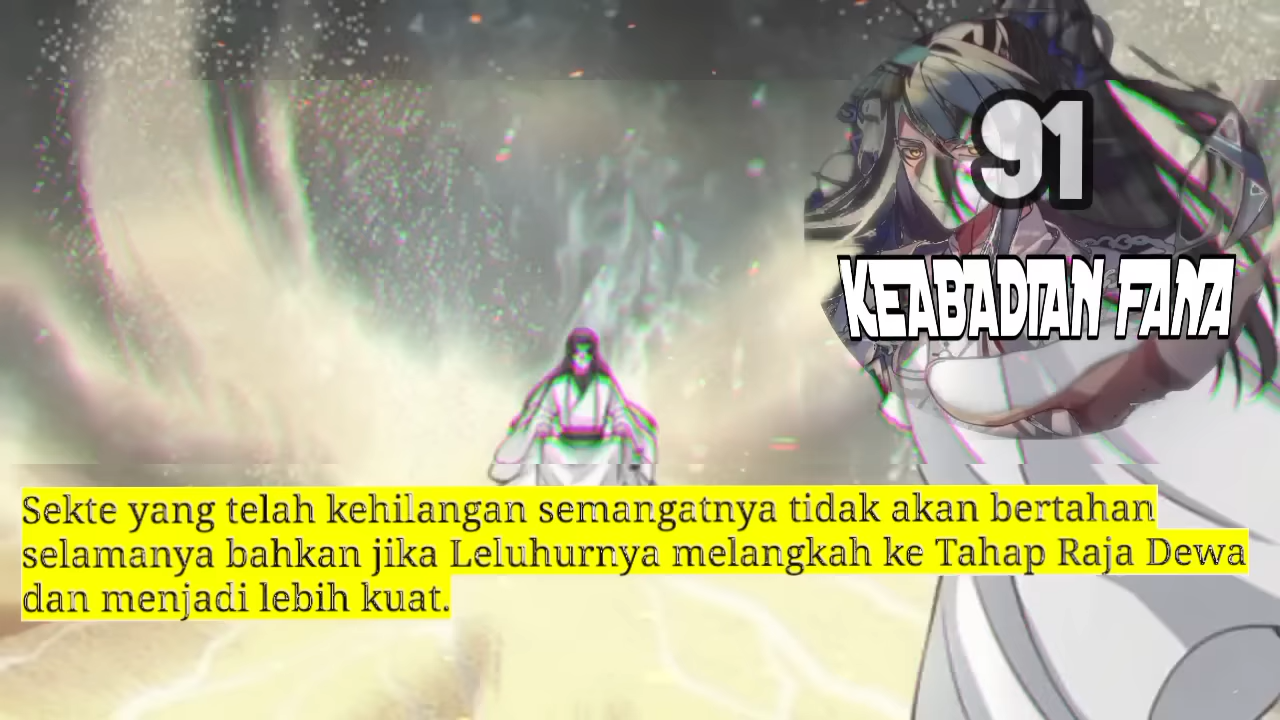 91
KEABADIAN FANA
Sekte yang telah kehilangan semangatnya tidak akan bertahan
selamanya bahkan jika Leluhurnya melangkah ke Tahap Raja Dewa
dan menjadi lebih kuat.